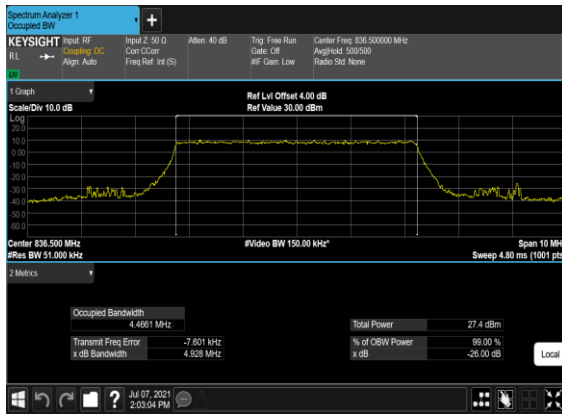 Spectrum Analyzer 1
Occupied BW
+
KEYSIGHT
Input: RF
Input Z: 50 Ω
Atten: 40 dB
Trig: Free Run
Center Freq: 836.500000 MHz
RL
Coupling: DC
Corr CCorr
Gate: Off
Avg|Hold: 500/500
Align: Auto
Freq Ref: Int (S)
#IF Gain: Low
Radio Std: None
1 Graph
Ref Lvl Offset 4.00 dB
Scale/Div 10.0 dB
Ref Value 30.00 dBm
Log
20.0
10.0
0.00
-10.0
-20.0
-30.0
-40.0
-50.0
-60.0
Center 836.500 MHz
#Video BW 150.00 kHz*
Span 10 MH
#Res BW 51.000 kHz
Sweep 4.80 ms (1001 pts
2 Metrics
Occupied Bandwidth
4.4661 MHz
Total Power
27.4 dBm
Transmit Freq Error
-7.601 kHz
% of OBW Power
99.00 %
x dB Bandwidth
4.928 MHz
x dB
-26.00 dB
Local
?
Jul 07, 2021
2:03:04 PM